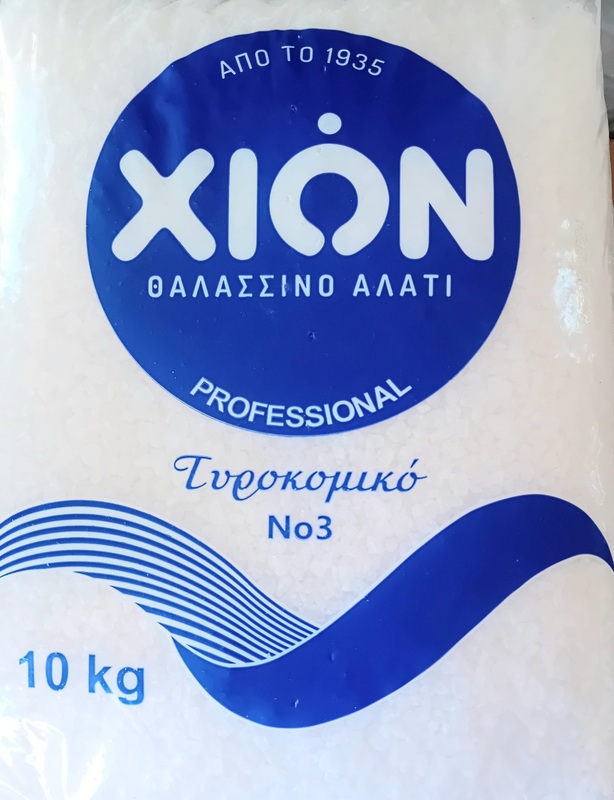 ΑΠΟ ΤΟ 1935
ΧΙΟΝ
ΘΑΛΑΣΣΙΝΟ ΑΛΑΤΙ
PROFESSIONAL
Τυροκομικό
No3
10 kg